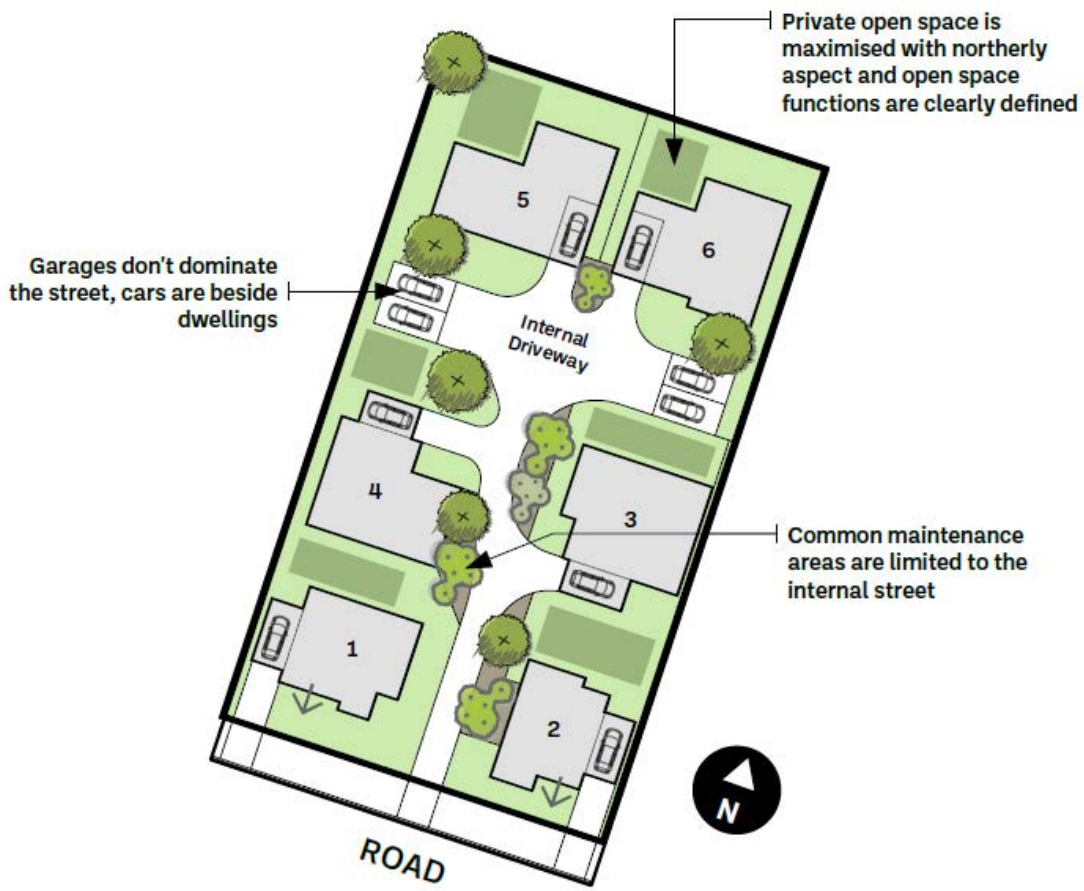 Private open space is
maximised with northerly
aspect and open space
functions are clearly defined
5
6
Garages don't dominate
the street, cars are beside
dwellings
Internal
Driveway
4
3
Common maintenance
areas are limited to the
internal street
1
2
N
ROAD